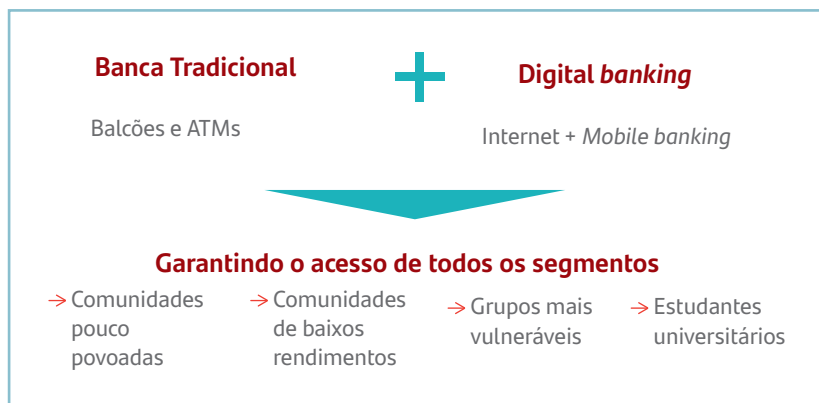 Banca Tradicional
Balcões e ATMs
+
Digital banking
Internet + Mobile banking
Garantindo o acesso de todos os segmentos
→ Comunidades
pouco
povoadas
→ Comunidades
de baixos
rendimentos
→ Grupos mais
vulneráveis
→ Estudantes
universitários